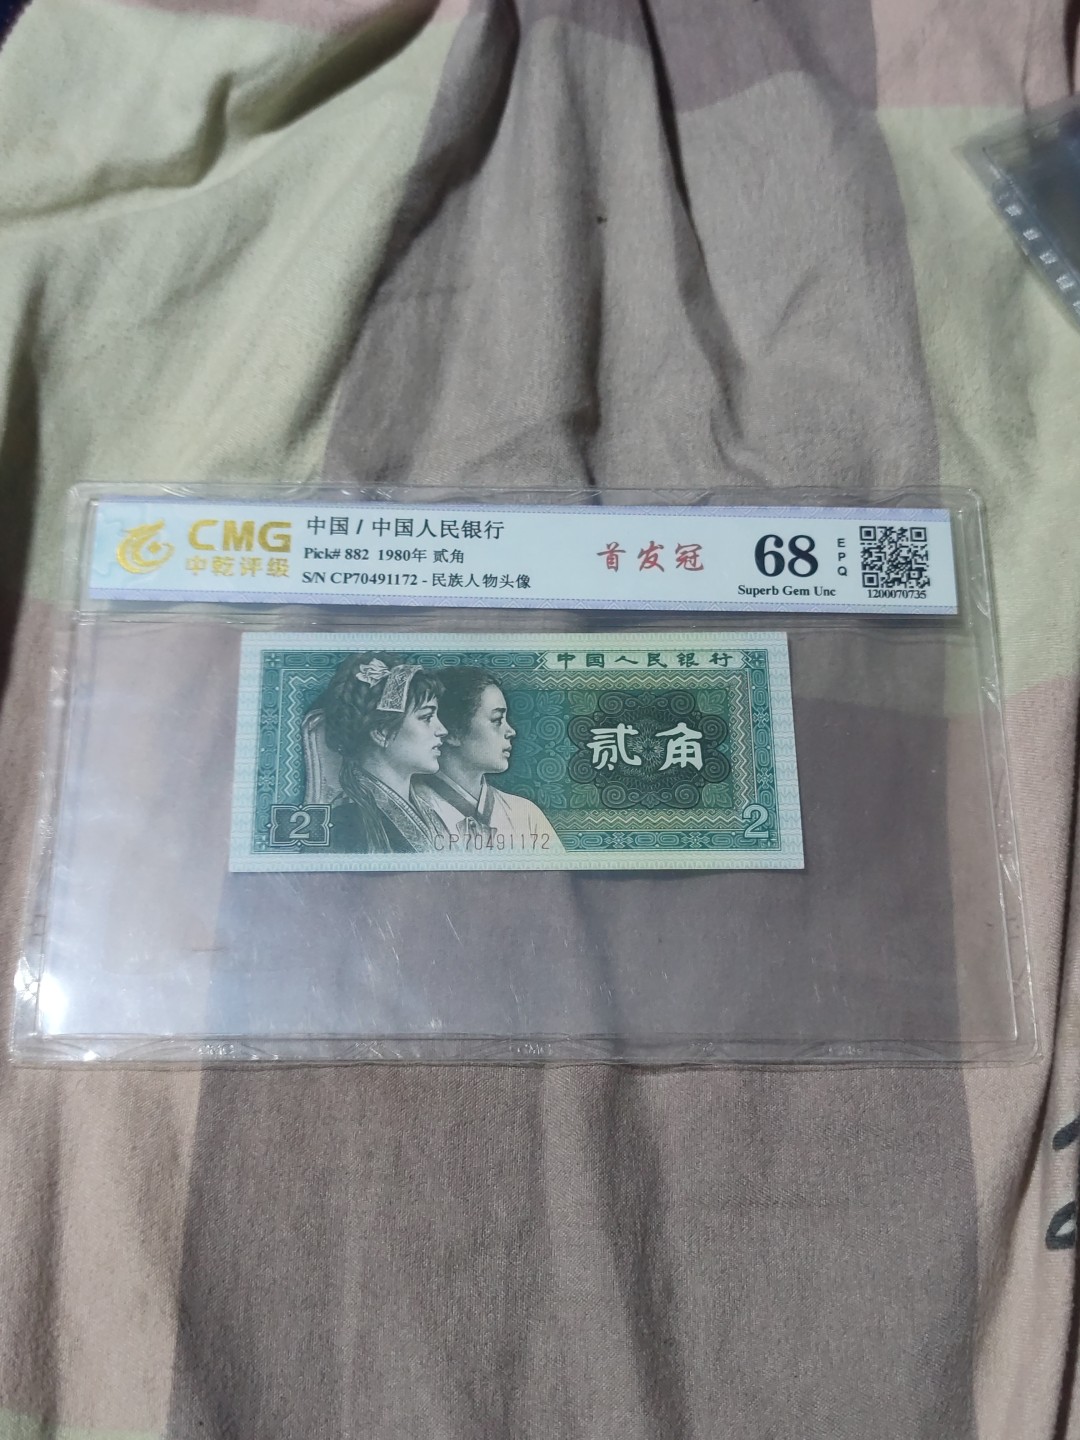 CMG
中乾评级
中国 / 中国人民银行
Pick# 882 1980年 贰角
S/N CP70491172 - 民族人物头像
首发冠
68
EPQ
Superb Gem Unc
1200070735
中国人民银行
贰角
2
2
CP70491172